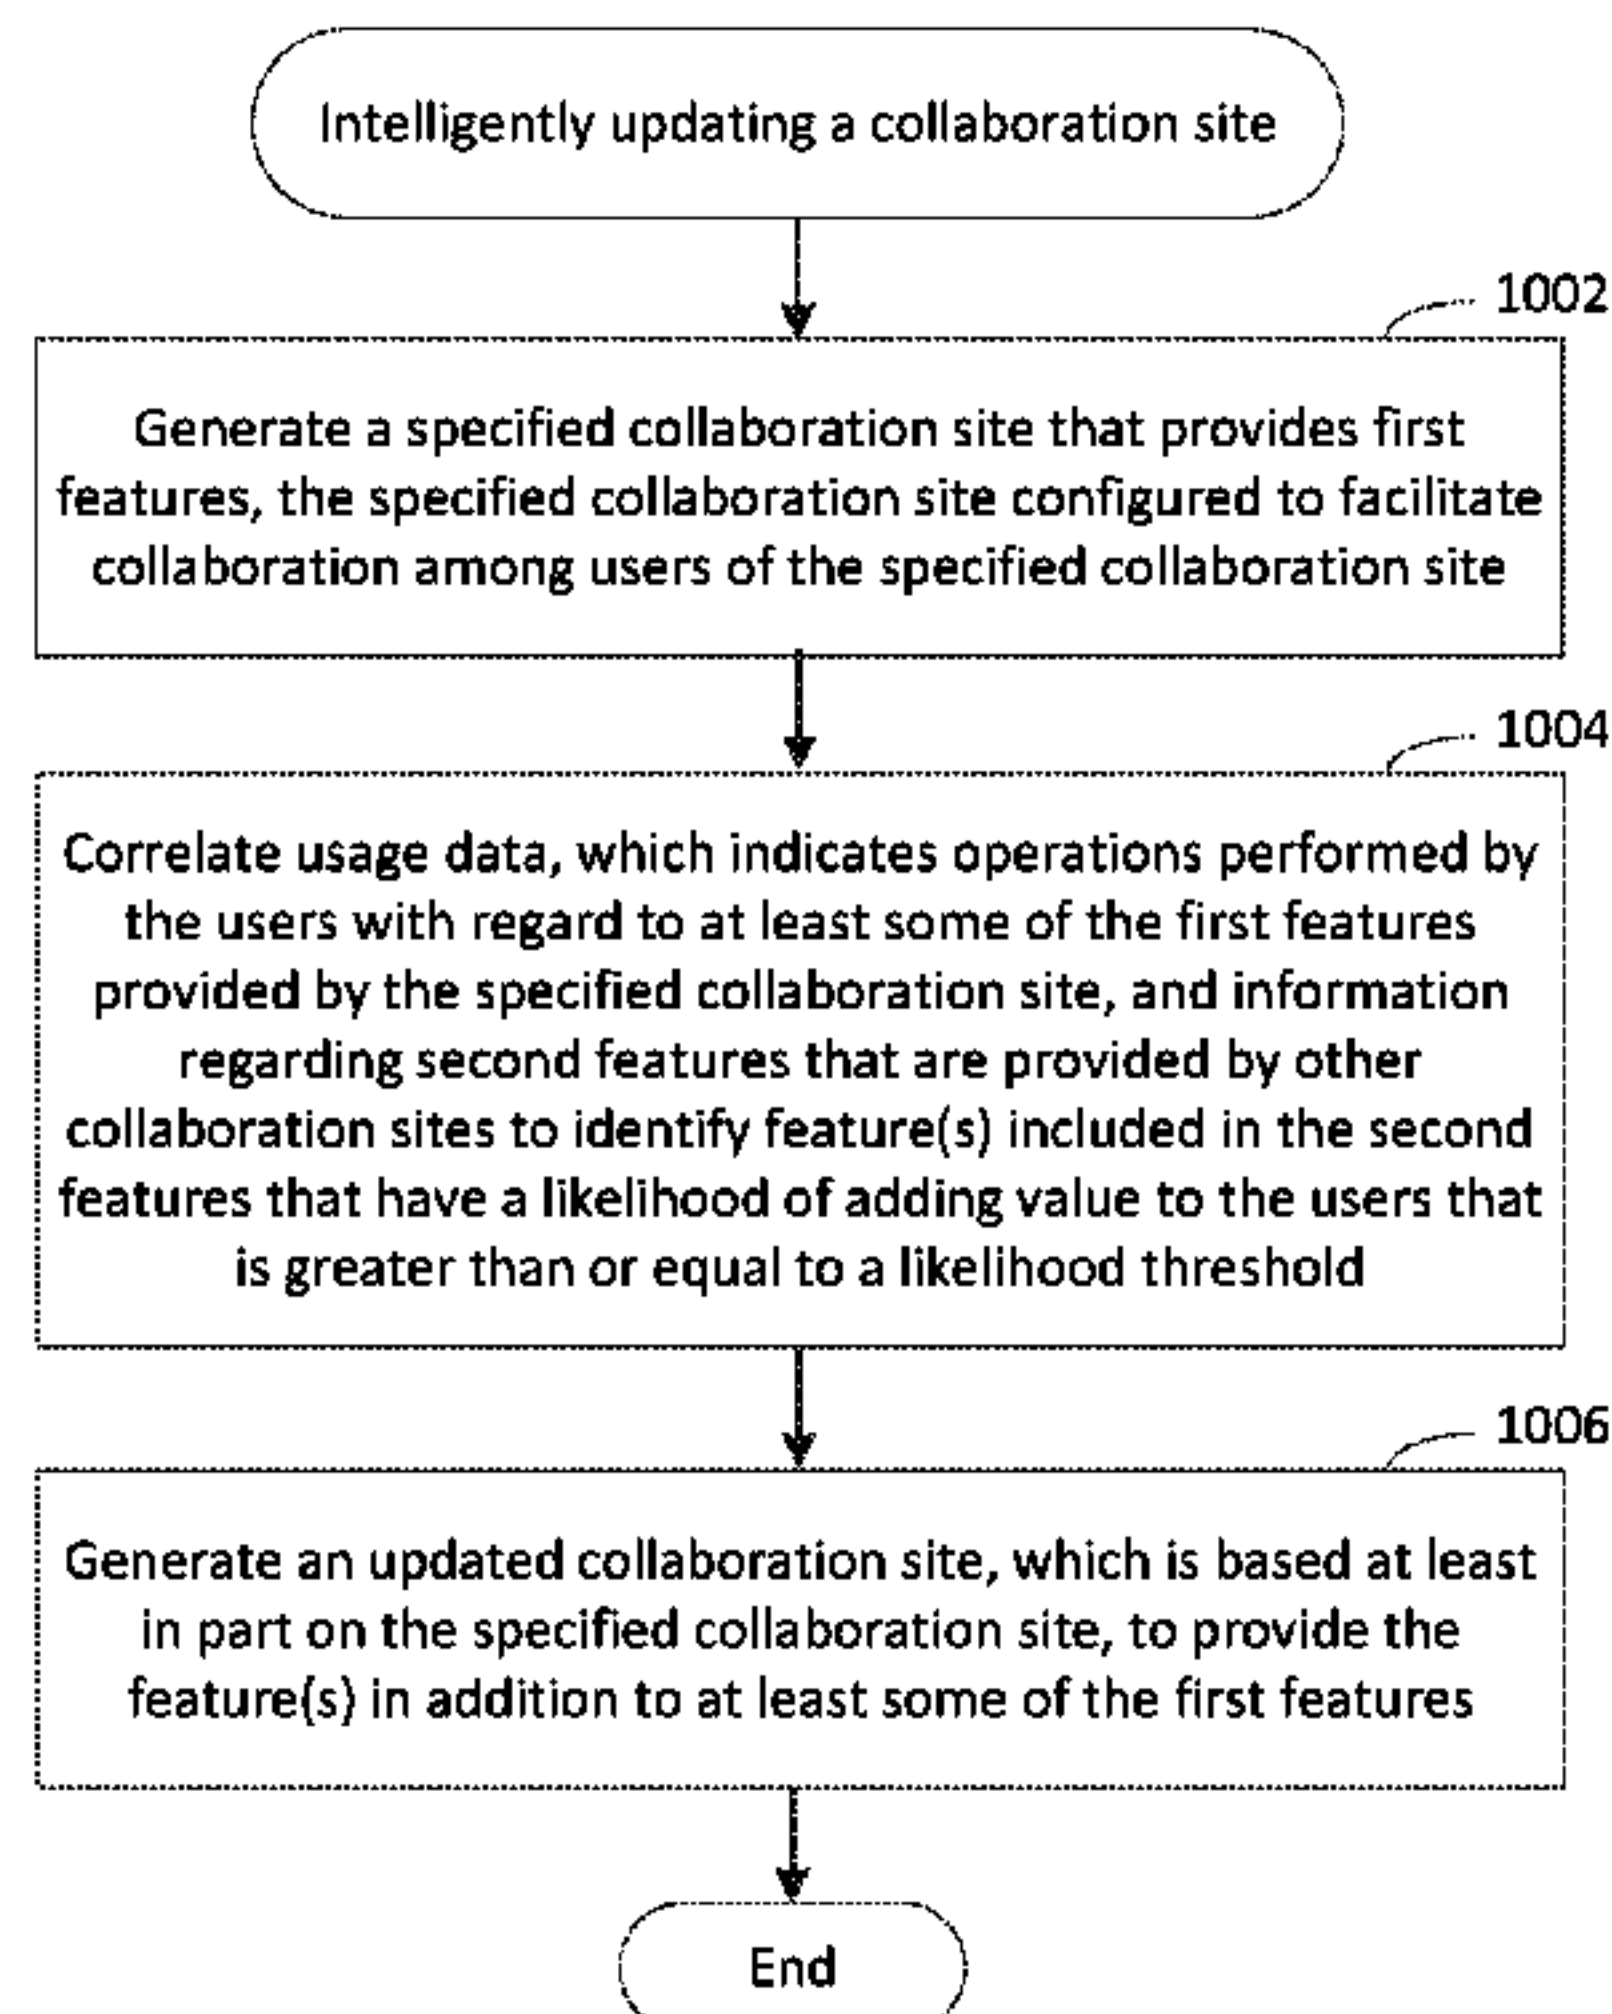 Intelligently updating a collaboration site
1002
Generate a specified collaboration site that provides first
features, the specified collaboration site configured to facilitate
collaboration among users of the specified collaboration site
1004
Correlate usage data, which indicates operations performed by
the users with regard to at least some of the first features
provided by the specified collaboration site, and information
regarding second features that are provided by other
collaboration sites to identify feature(s) included in the second
features that have a likelihood of adding value to the users that
is greater than or equal to a likelihood threshold
1006
Generate an updated collaboration site, which is based at least
in part on the specified collaboration site, to provide the
feature(s) in addition to at least some of the first features
End